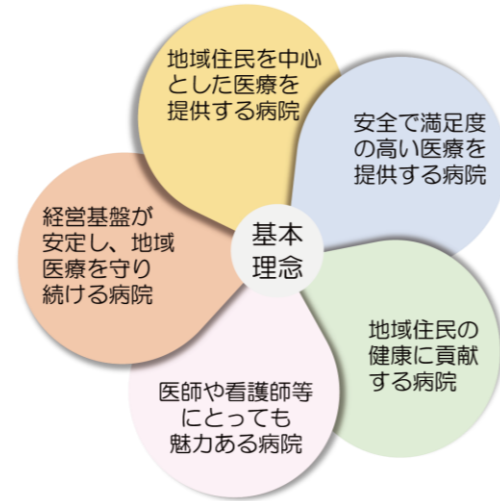 地域住民を中心
とした医療を
提供する病院
安全で満足度
の高い医療を
提供する病院
地域住民の
健康に貢献
する病院
医師や看護師等
にとっても
魅力ある病院
経営基盤が
安定し、地域
医療を守り
続ける病院
基本
理念